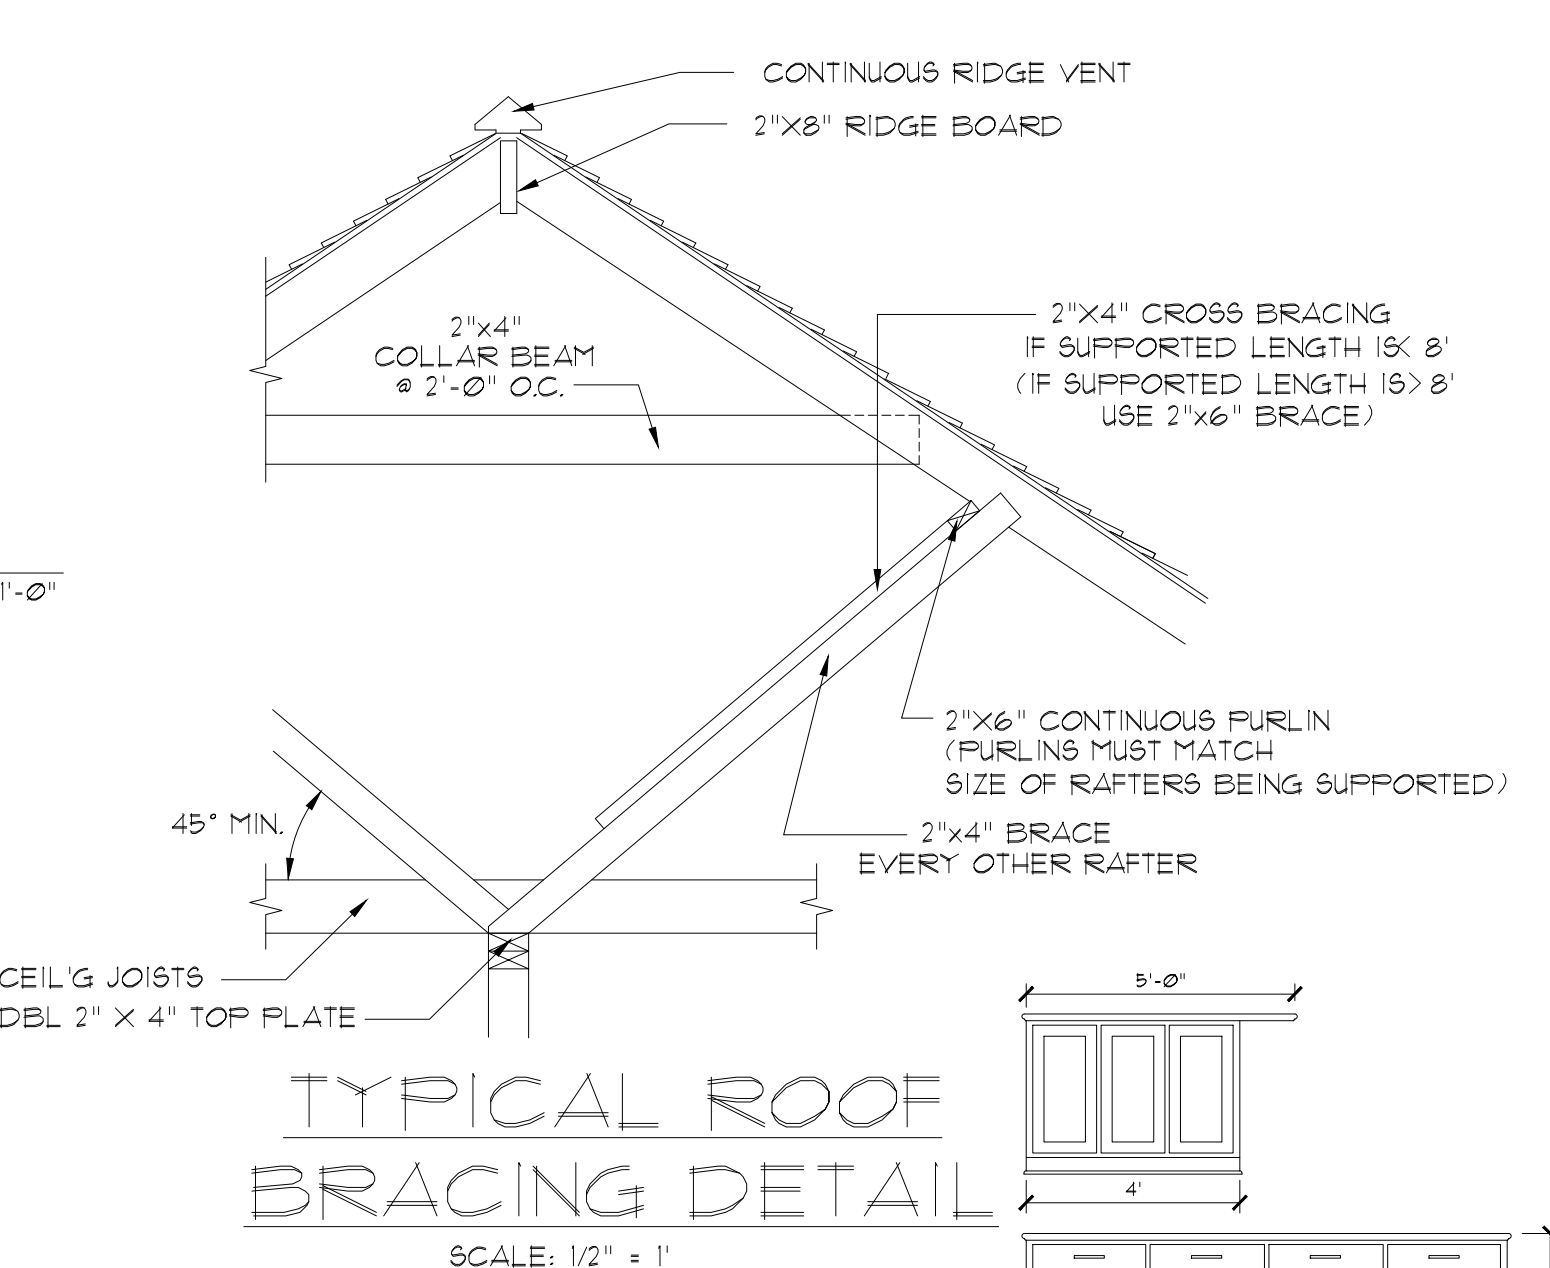 CONTINUOUS RIDGE VENT
2"X8" RIDGE BOARD
2"x4"
COLLAR BEAM
@ 2'-0" O.C.
2"X4" CROSS BRACING
IF SUPPORTED LENGTH IS< 8'
(IF SUPPORTED LENGTH IS> 8'
USE 2"x6" BRACE)
1'-0"
2"X6" CONTINUOUS PURLIN
(PURLINS MUST MATCH
SIZE OF RAFTERS BEING SUPPORTED)
45° MIN.
2"x4" BRACE
EVERY OTHER RAFTER
CEIL'G JOISTS
DBL 2" X 4" TOP PLATE
5'-0"
4'
TYPICAL ROOF
BRACING DETAIL
SCALE: 1/2" = 1'